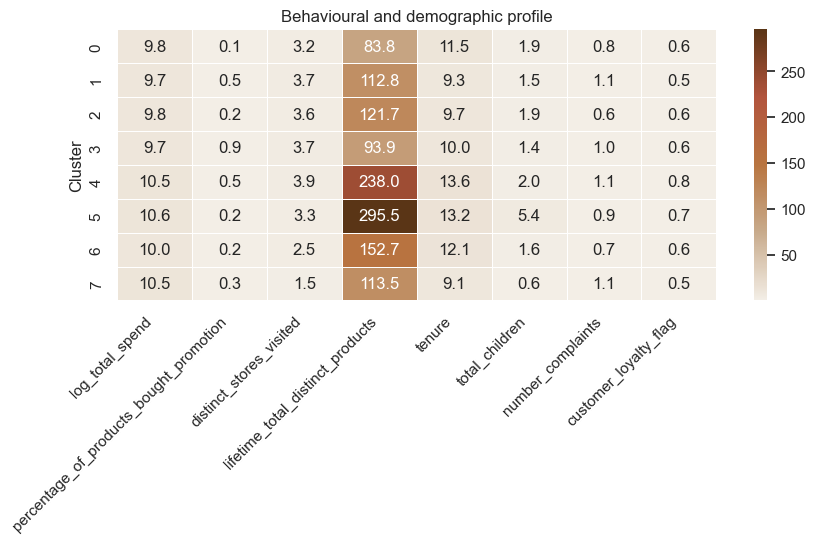 Behavioural and demographic profile
Cluster
0 9.8 0.1 3.2 83.8 11.5 1.9 0.8 0.6
1 9.7 0.5 3.7 112.8 9.3 1.5 1.1 0.5
2 9.8 0.2 3.6 121.7 9.7 1.9 0.6 0.6
3 9.7 0.9 3.7 93.9 10.0 1.4 1.0 0.6
4 10.5 0.5 3.9 238.0 13.6 2.0 1.1 0.8
5 10.6 0.2 3.3 295.5 13.2 5.4 0.9 0.7
6 10.0 0.2 2.5 152.7 12.1 1.6 0.7 0.6
7 10.5 0.3 1.5 113.5 9.1 0.6 1.1 0.5
log_total_spend
percentage_of_products_bought_promotion
distinct_stores_visited
lifetime_total_distinct_products
tenure
total_children
number_complaints
customer_loyalty_flag
250
200
150
100
50